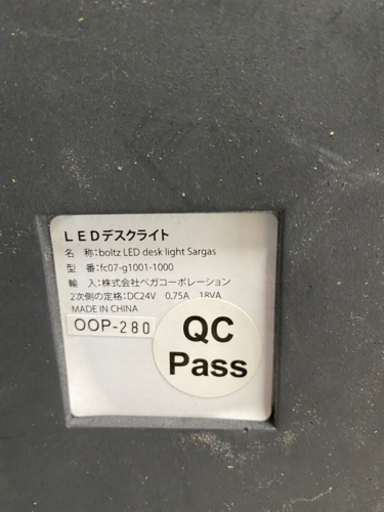 LEDデスクライト
名　称:boltz LED desk light Sargas
型　番:fc07-g1001-1000
輸　入:株式会社ベガコーポレーション
2次側の定格:DC24V　0.75A　18VA
MADE IN CHINA
OOP-280
QC
Pass